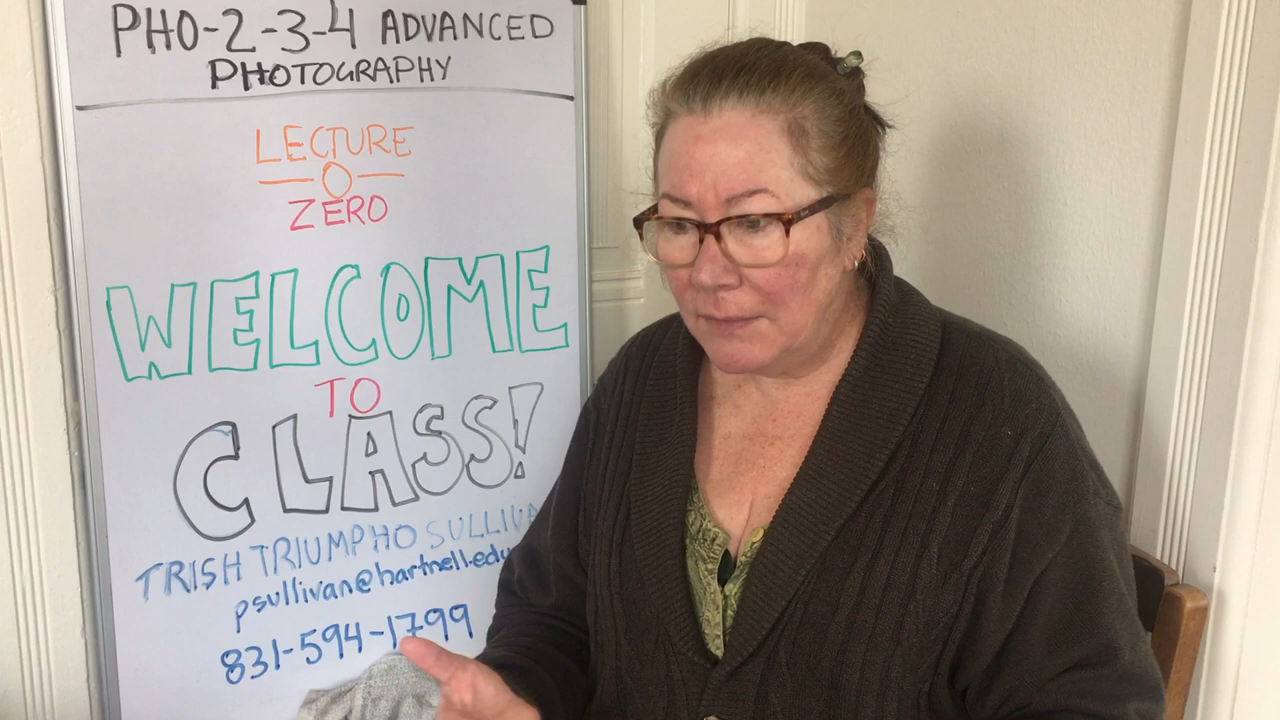 PHO-2-3-4 ADVANCED
PHOTOGRAPHY
LECTURE
-0-
ZERO
WELCOME
TO
CLASS!
TRISH TRIUMPHO SULLIVA
psullivan@hartnell.edu
831-594-1799